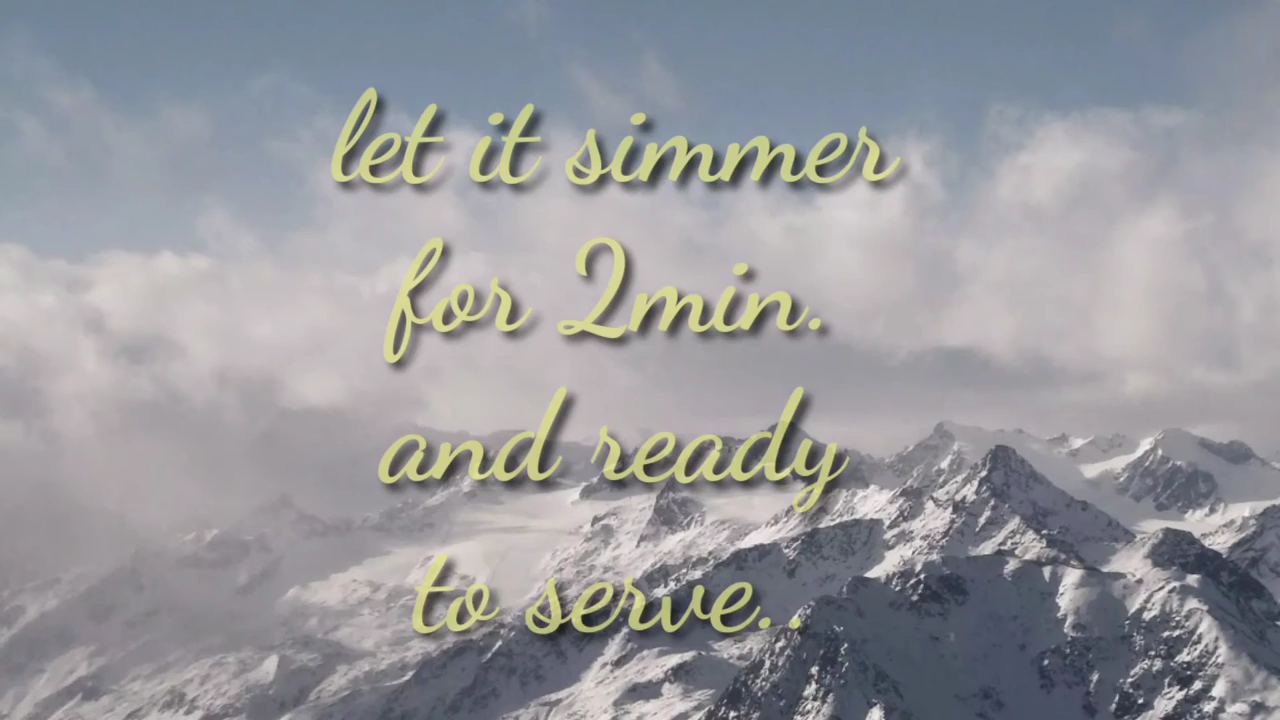 let it simmer
for 2min.
and ready
to serve..